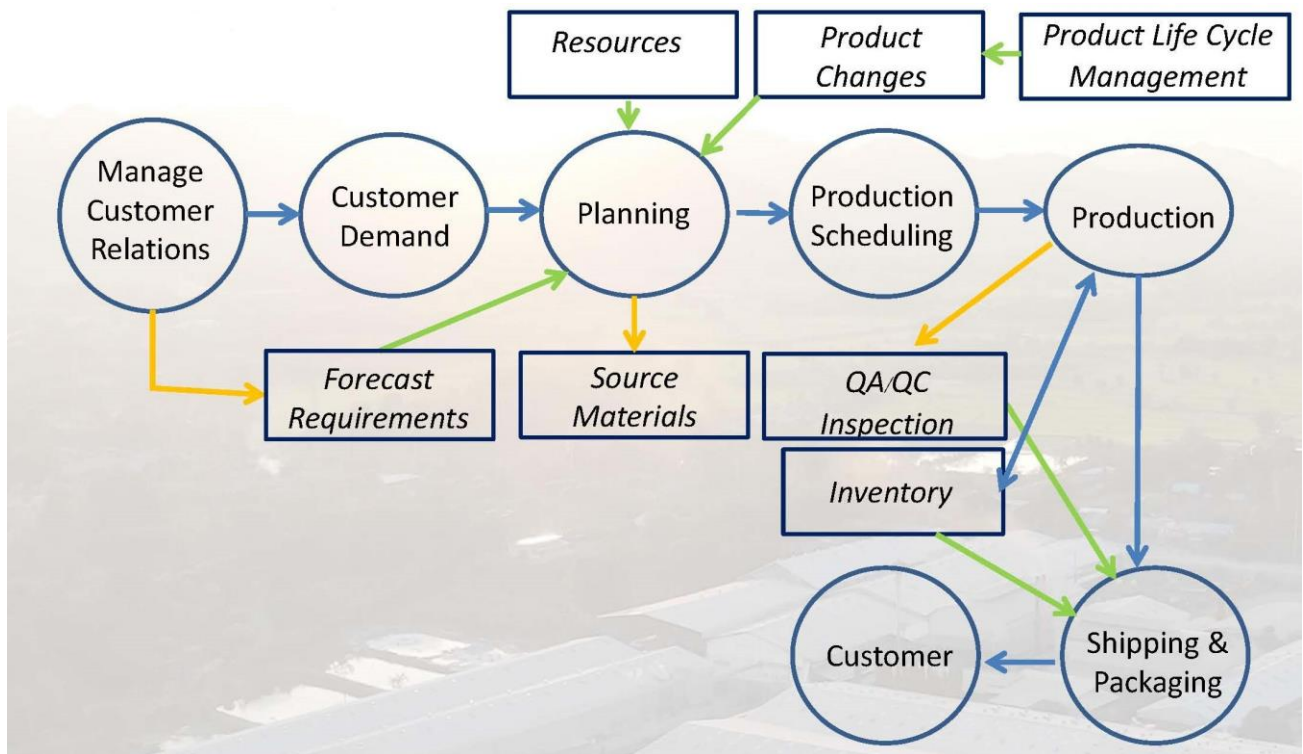 Resources
Product
Changes
Product Life Cycle
Management
Manage
Customer
Relations
Customer
Demand
Planning
Production
Scheduling
Production
Forecast
Requirements
Source
Materials
QA/QC
Inspection
Inventory
Customer
Shipping &
Packaging